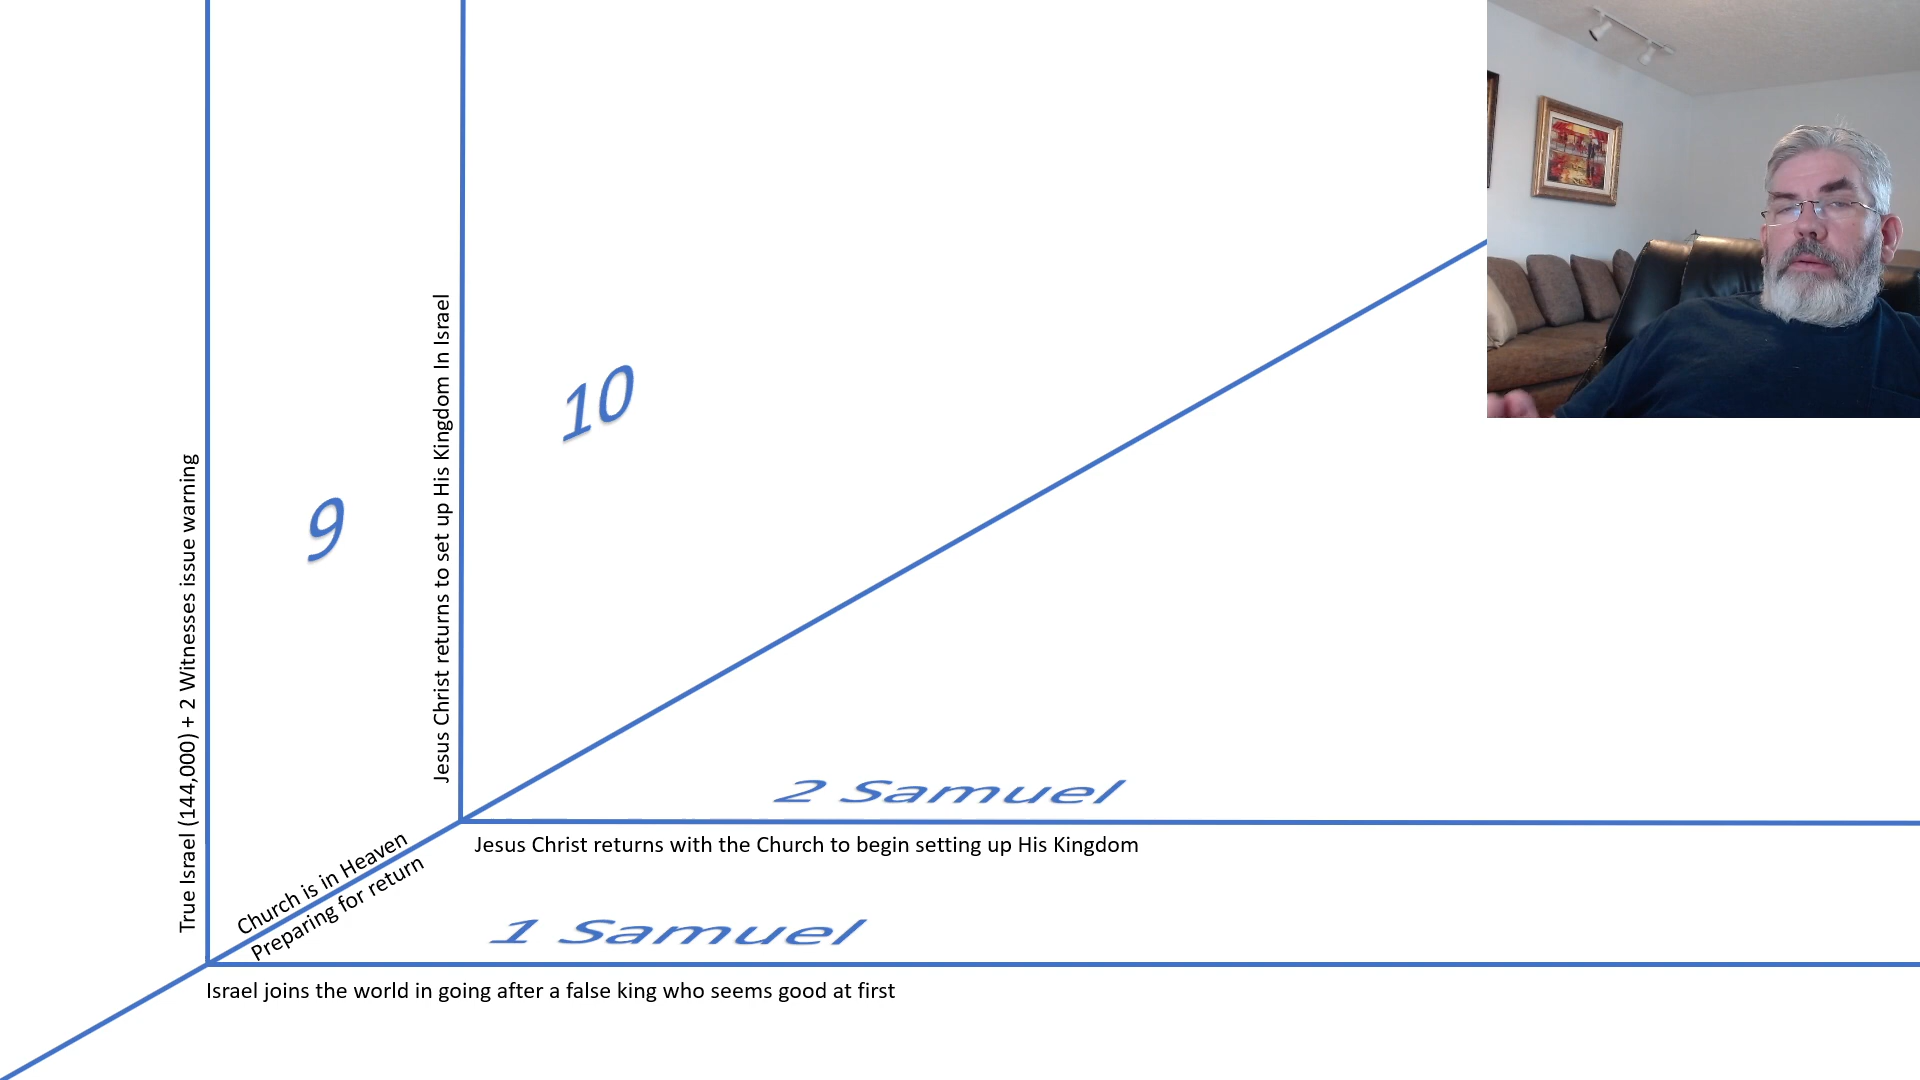 True Israel (144,000) + 2 Witnesses issue warning
9
Jesus Christ returns to set up His Kingdom In Israel
10
2 Samuel
Jesus Christ returns with the Church to begin setting up His Kingdom
Church is in Heaven
Preparing for return
1 Samuel
Israel joins the world in going after a false king who seems good at first